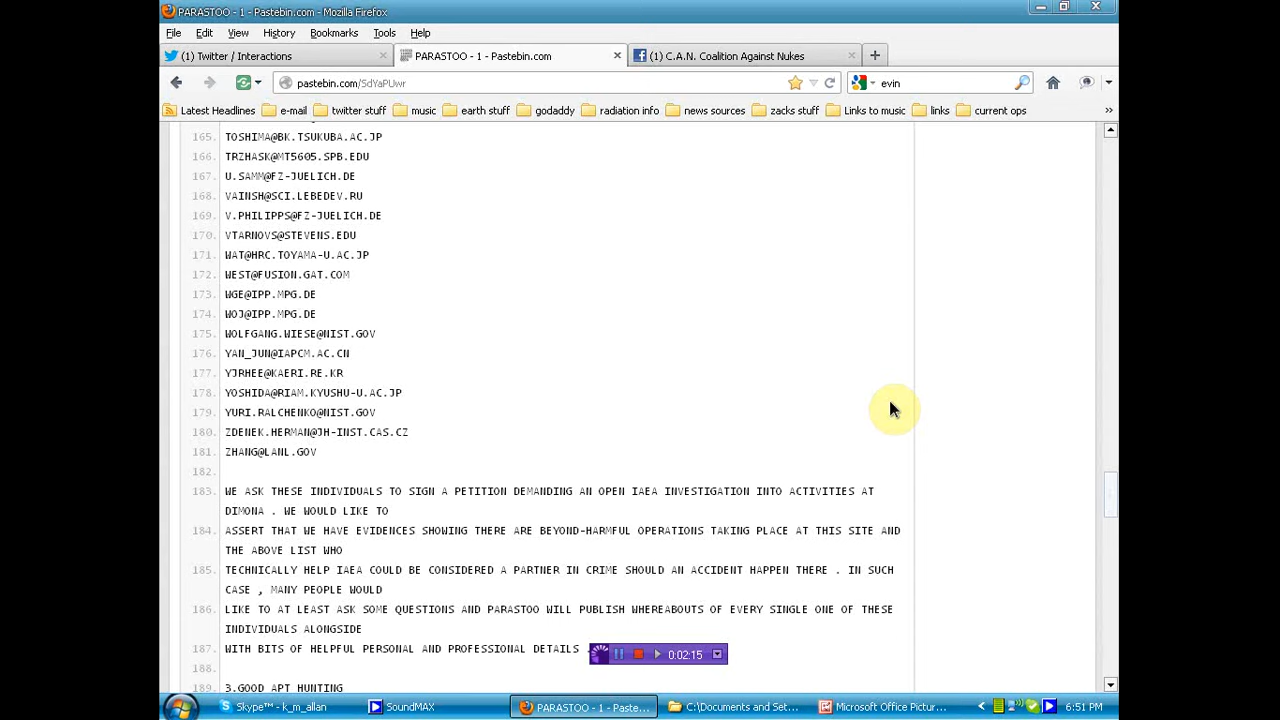 PARASTOO - 1 - Pastebin.com - Mozilla Firefox
File Edit View History Bookmarks Tools Help
(1) Twitter / Interactions PARASTOO - 1 - Pastebin.com (1) C.A.N. Coalition Against Nukes
pastebin.com/5dYaPUwr evin
Latest Headlines e-mail twitter stuff music earth stuff godaddy radiation info news sources zacks stuff Links to music links current ops
165. TOSHIMA@BK.TSUKUBA.AC.JP
166. TRZHASK@MT5605.SPB.EDU
167. U.SAMM@FZ-JUELICH.DE
168. VAINSH@SCI.LEBEDEV.RU
169. V.PHILIPPS@FZ-JUELICH.DE
170. VTARNOVS@STEVENS.EDU
171. WAT@HRC.TOYAMA-U.AC.JP
172. WEST@FUSION.GAT.COM
173. WGE@IPP.MPG.DE
174. WOJ@IPP.MPG.DE
175. WOLFGANG.WIESE@NIST.GOV
176. YAN_JUN@IAPCM.AC.CN
177. YJRHEE@KAERI.RE.KR
178. YOSHIDA@RIAM.KYUSHU-U.AC.JP
179. YURI.RALCHENKO@NIST.GOV
180. ZDENEK.HERMAN@JH-INST.CAS.CZ
181. ZHANG@LANL.GOV
182.
183. WE ASK THESE INDIVIDUALS TO SIGN A PETITION DEMANDING AN OPEN IAEA INVESTIGATION INTO ACTIVITIES AT
DIMONA . WE WOULD LIKE TO
184. ASSERT THAT WE HAVE EVIDENCES SHOWING THERE ARE BEYOND-HARMFUL OPERATIONS TAKING PLACE AT THIS SITE AND
THE ABOVE LIST WHO
185. TECHNICALLY HELP IAEA COULD BE CONSIDERED A PARTNER IN CRIME SHOULD AN ACCIDENT HAPPEN THERE . IN SUCH
CASE , MANY PEOPLE WOULD
186. LIKE TO AT LEAST ASK SOME QUESTIONS AND PARASTOO WILL PUBLISH WHEREABOUTS OF EVERY SINGLE ONE OF THESE
INDIVIDUALS ALONGSIDE
187. WITH BITS OF HELPFUL PERSONAL AND PROFESSIONAL DETAILS .
0:02:15
188.
189. 3.GOOD APT HUNTING
Skype™ - k_m_allan SoundMAX PARASTOO - 1 - Paste... C:\Documents and Set... Microsoft Office Pictur... 6:51 PM